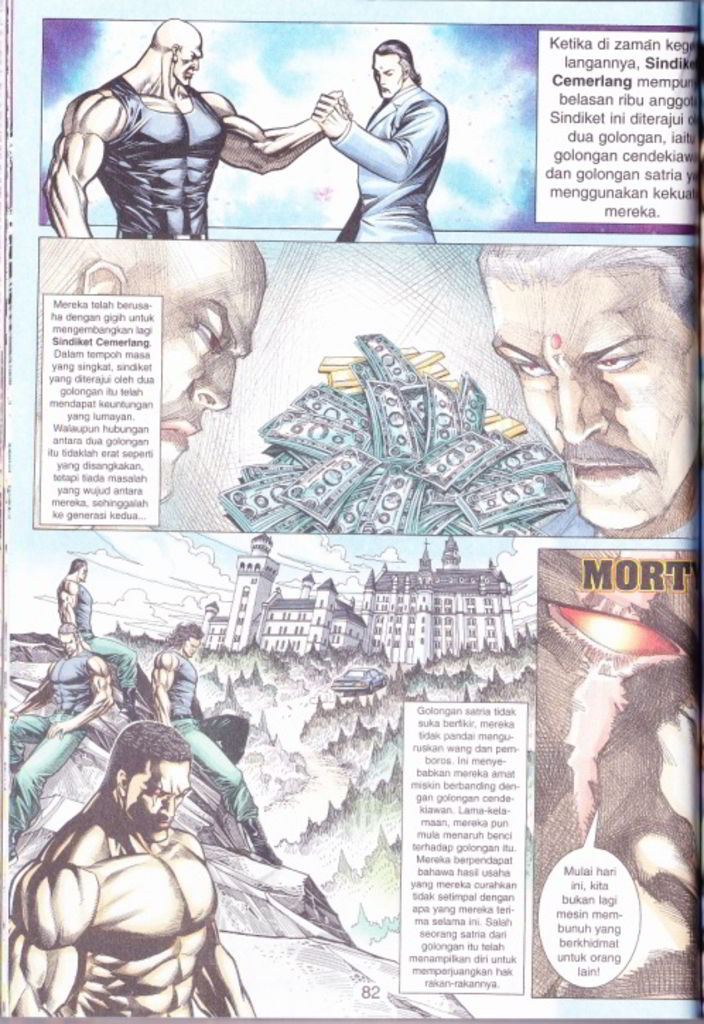 Ketika di zaman
langannya, Sindiket
Cemerlang
belasan ribu
Sindiket ini diterajui
dua golongan, iaitu
golongan
dan golongan satria
menggunakan
mereka.
Mereka telah berusa-
ha dengan gigih untuk
mengembangkan lagi
Sindiket Cemerlang.
Dalam tempoh masa
yang singkat, sindiket
yang diterajui oleh dua
golongan itu telah
mendapat keuntungan
yang lumayan.
Walaupun hubungan
antara dua golongan
itu tidaklah erat seperti
yang disangkakan,
tetapi masalah
yang wujud antara
mereka, sehinggalah
ke generasi kedua...
MORT
Golongan satria tidak
suka berfikir, mereka
tidak pandai mengu-
ruskan wang dan pem-
boros. Ini menye-
babkan mereka amat
miskin berbanding den-
gan golongan cende-
kiawan. Lama-kela-
maan, mereka pun
mula menaruh benci
terhadap golongan itu.
Mereka berpendapat
bahawa hasil usaha
yang mereka curahkan
tidak setimpal dengan
apa yang mereka teri-
ma selama ini. Salah
seorang satria dari
golongan itu telah
menampilkan diri untuk
memperjuangkan hak
rakan-rakannya.
Mulai hari
ini, kita
bukan lagi
mesin mem-
bunuh yang
berkhidmat
untuk orang
lain!
82